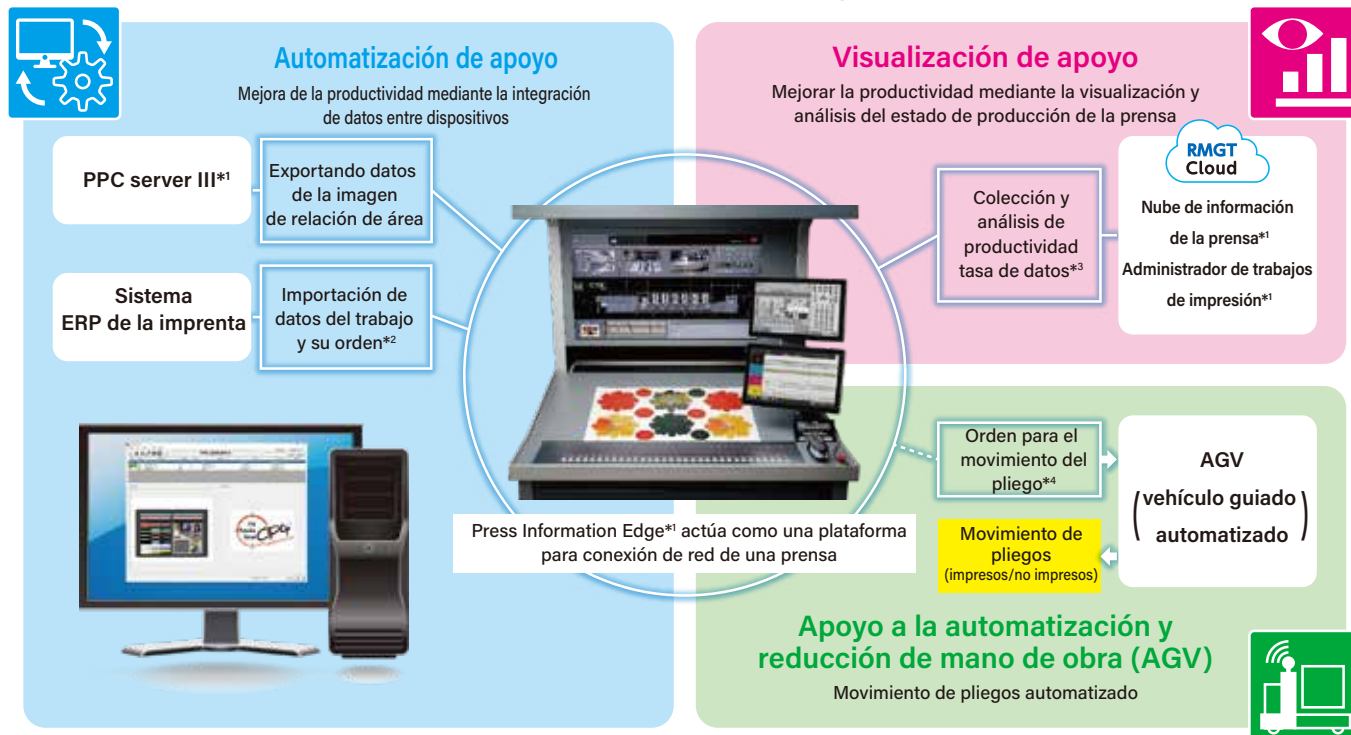 Automatización de apoyo
Mejora de la productividad mediante la integración
de datos entre dispositivos
PPC server III*1
Exportando datos
de la imagen
de relación de área
Sistema
ERP de la imprenta
Importación de
datos del trabajo
y su orden*2
Visualización de apoyo
Mejorar la productividad mediante la visualización y
análisis del estado de producción de la prensa
Colección y
análisis de
productividad
tasa de datos*3
RMGT
Cloud
Nube de información
de la prensa*1
Administrador de trabajos
de impresión*1
Press Information Edge*1 actúa como una plataforma
para conexión de red de una prensa
Orden para el
movimiento del
pliego*4
AGV
(vehículo guiado
automatizado)
Movimiento de
pliegos
(impresos/no impresos)
Apoyo a la automatización y
reducción de mano de obra (AGV)
Movimiento de pliegos automatizado